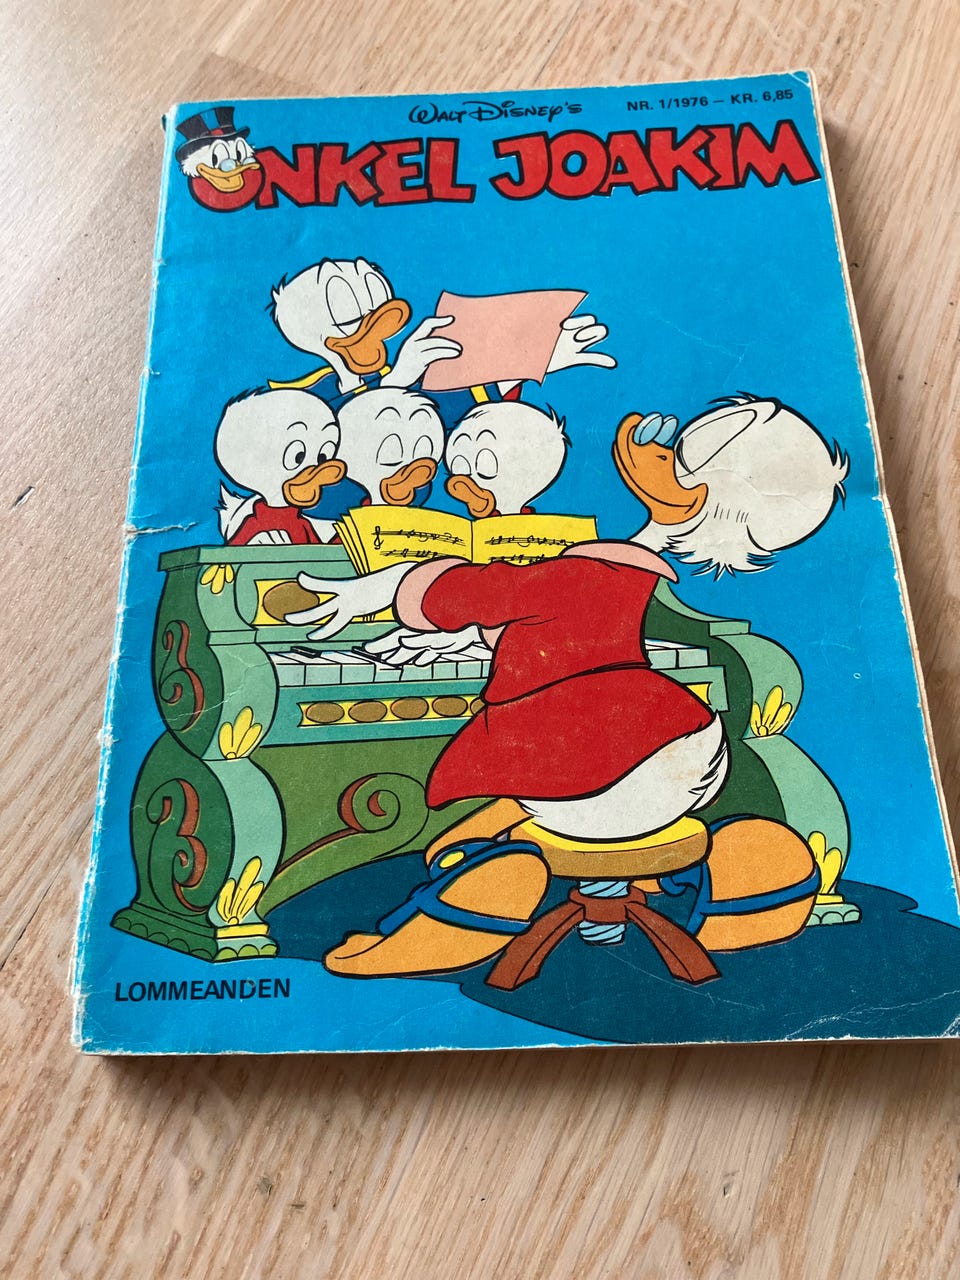 WALT DISNEY'S
NR. 1/1976 – KR. 6,85
ONKEL JOAKIM
LOMMEANDEN